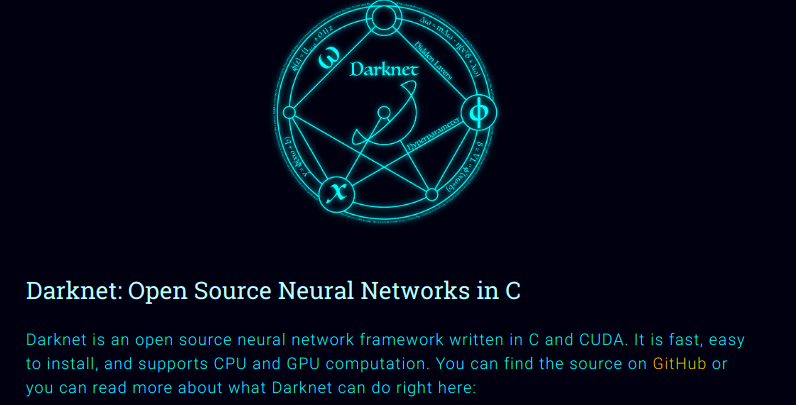 ω
Darknet
Hidden Layers
ϕ
Hyperparameter
x
Darknet: Open Source Neural Networks in C
Darknet is an open source neural network framework written in C and CUDA. It is fast, easy
to install, and supports CPU and GPU computation. You can find the source on GitHub or
you can read more about what Darknet can do right here: